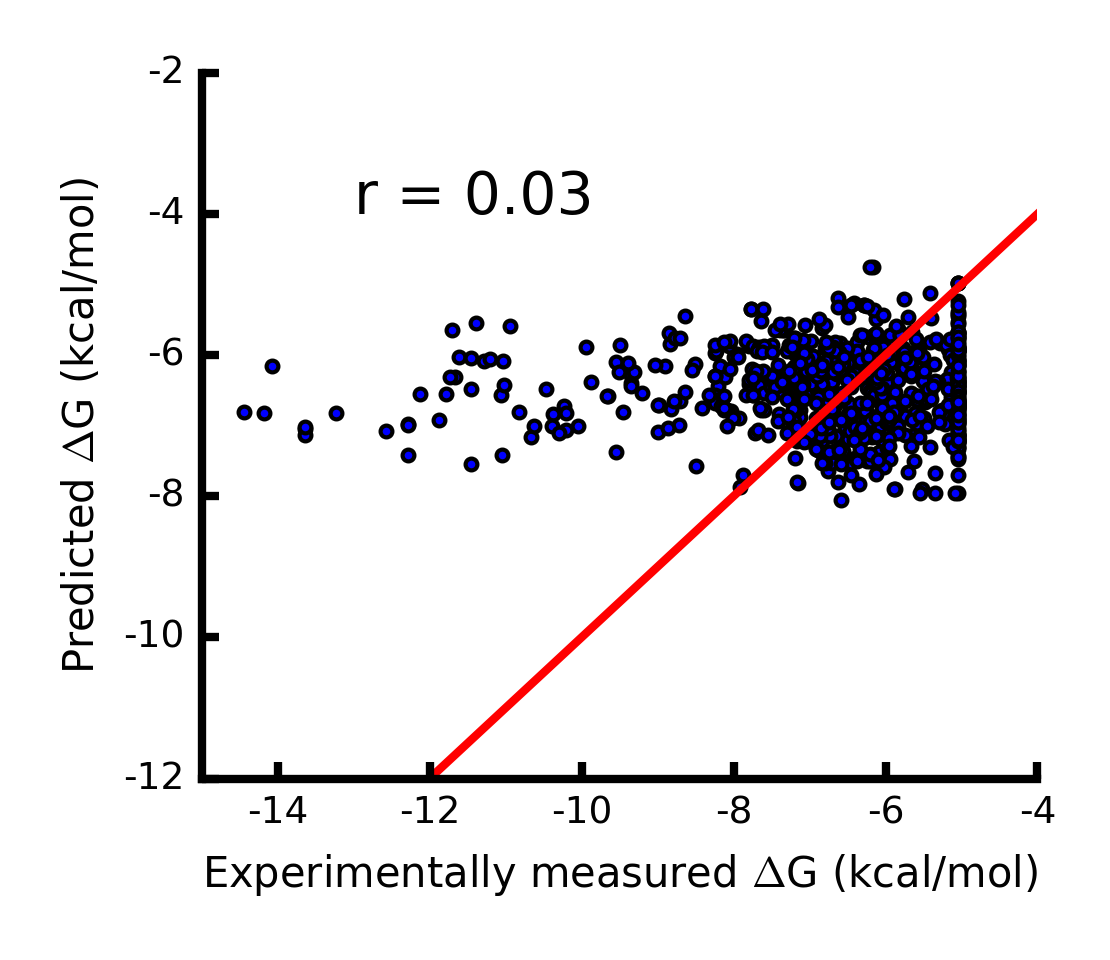 -2
r = 0.03
-4
-6
-8
-10
-12
Predicted ΔG (kcal/mol)
-14 -12 -10 -8 -6 -4
Experimentally measured ΔG (kcal/mol)